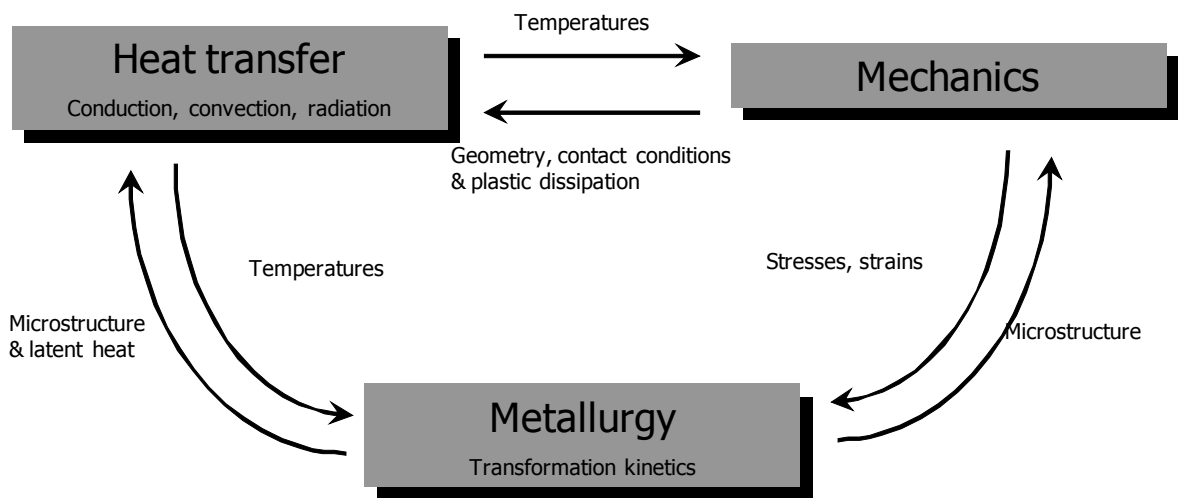 Temperatures
Heat transfer
Conduction, convection, radiation
Mechanics
Geometry, contact conditions
& plastic dissipation
Temperatures
Stresses, strains
Microstructure
& latent heat
Microstructure
Metallurgy
Transformation kinetics